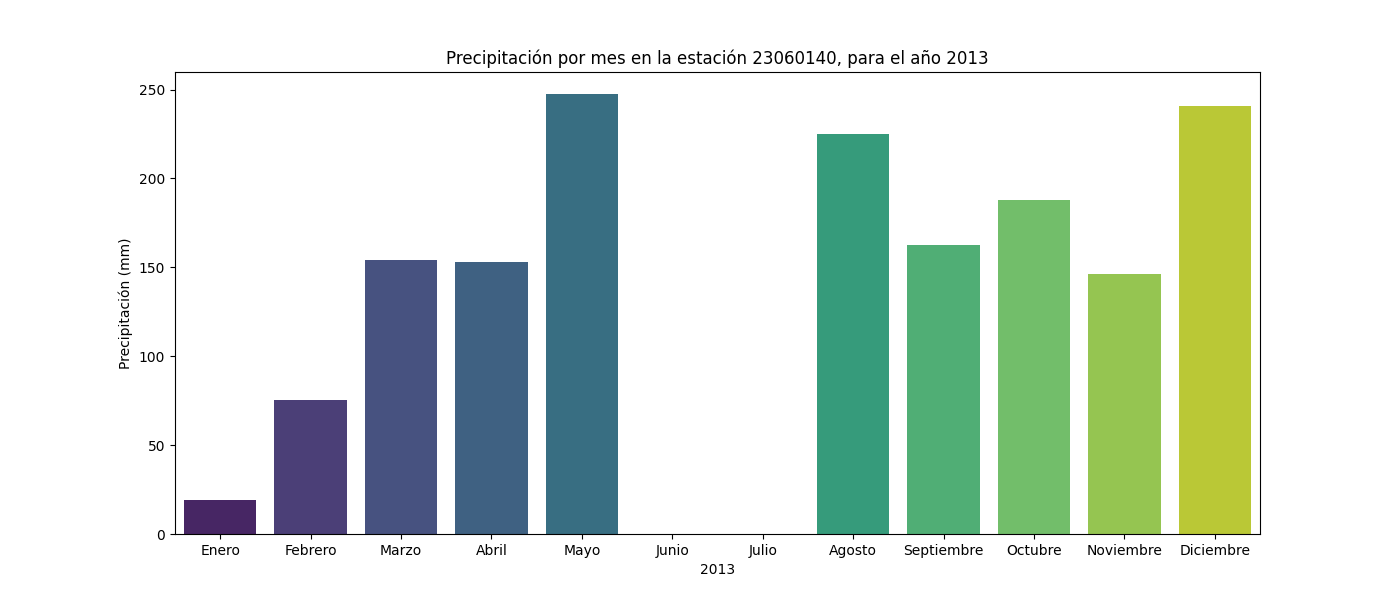 Precipitación por mes en la estación 23060140, para el año 2013
Precipitación (mm)
250
200
150
100
50
0
Enero Febrero Marzo Abril Mayo Junio Julio Agosto Septiembre Octubre Noviembre Diciembre
2013